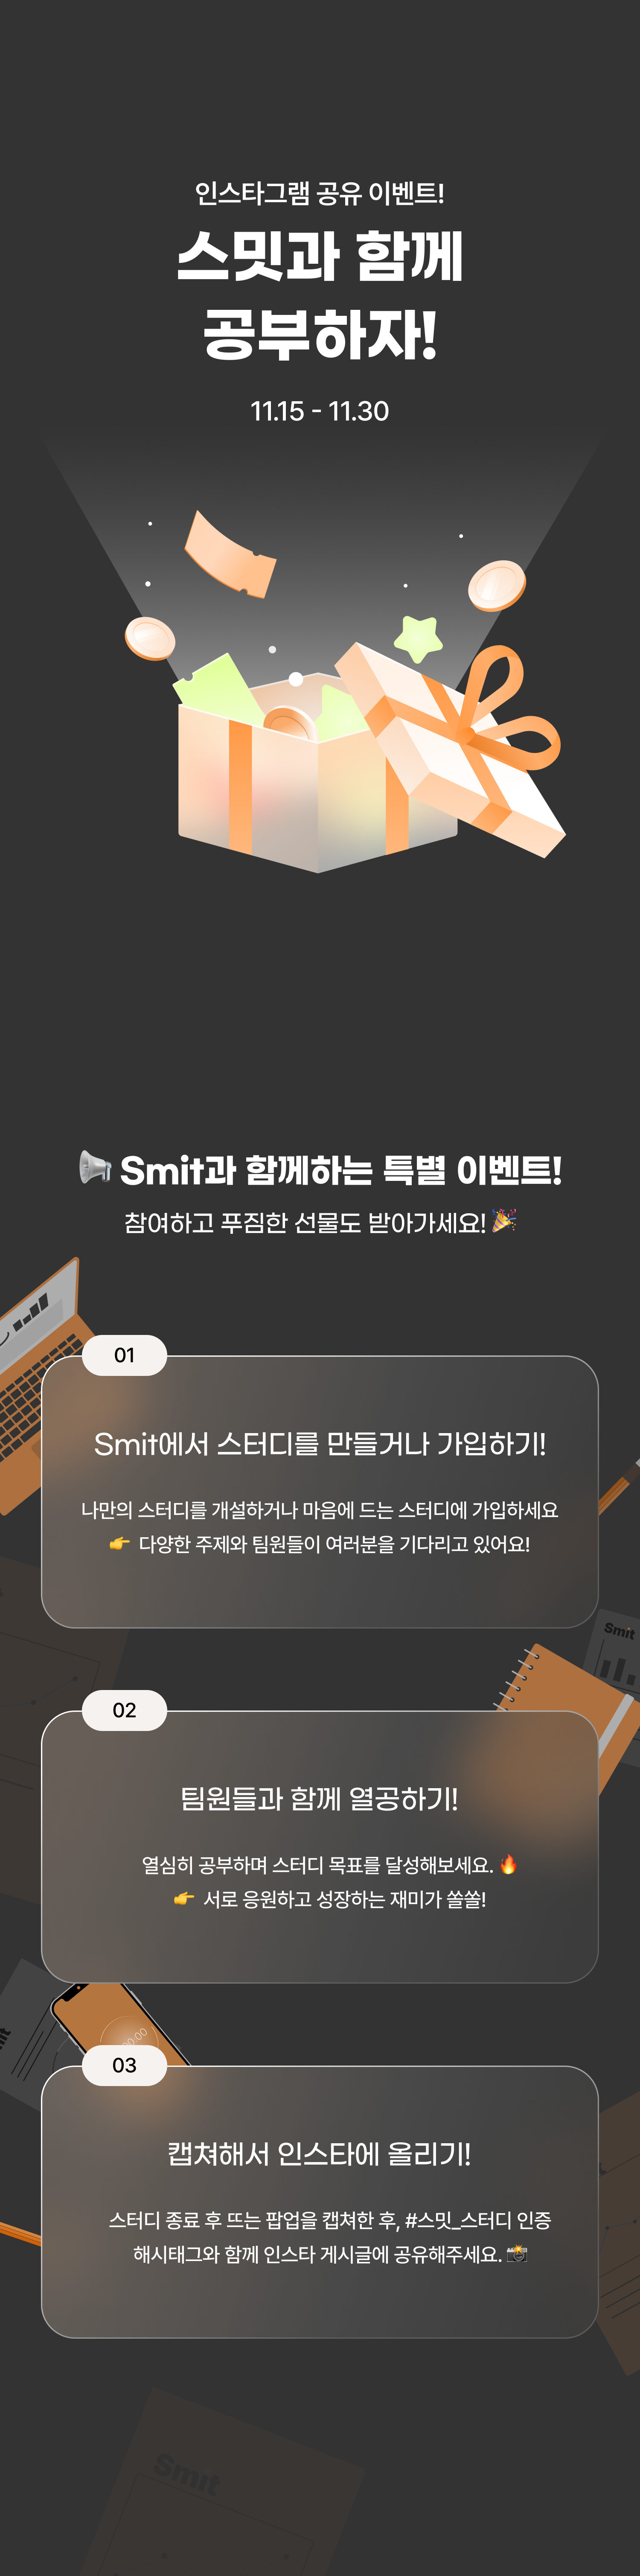 인스타그램 공유 이벤트!
스밋과 함께
공부하자!
11.15 - 11.30
Smit과 함께하는 특별 이벤트!
참여하고 푸짐한 선물도 받아가세요! 🎉
01
Smit에서 스터디를 만들거나 가입하기!
나만의 스터디를 개설하거나 마음에 드는 스터디에 가입하세요
👉 다양한 주제와 팀원들이 여러분을 기다리고 있어요!
Smit
02
팀원들과 함께 열공하기!
열심히 공부하며 스터디 목표를 달성해보세요. 🔥
👉 서로 응원하고 성장하는 재미가 쏠쏠!
03
캡쳐해서 인스타에 올리기!
스터디 종료 후 뜨는 팝업을 캡쳐한 후, #스밋_스터디 인증
해시태그와 함께 인스타 게시글에 공유해주세요. 📸
Smit